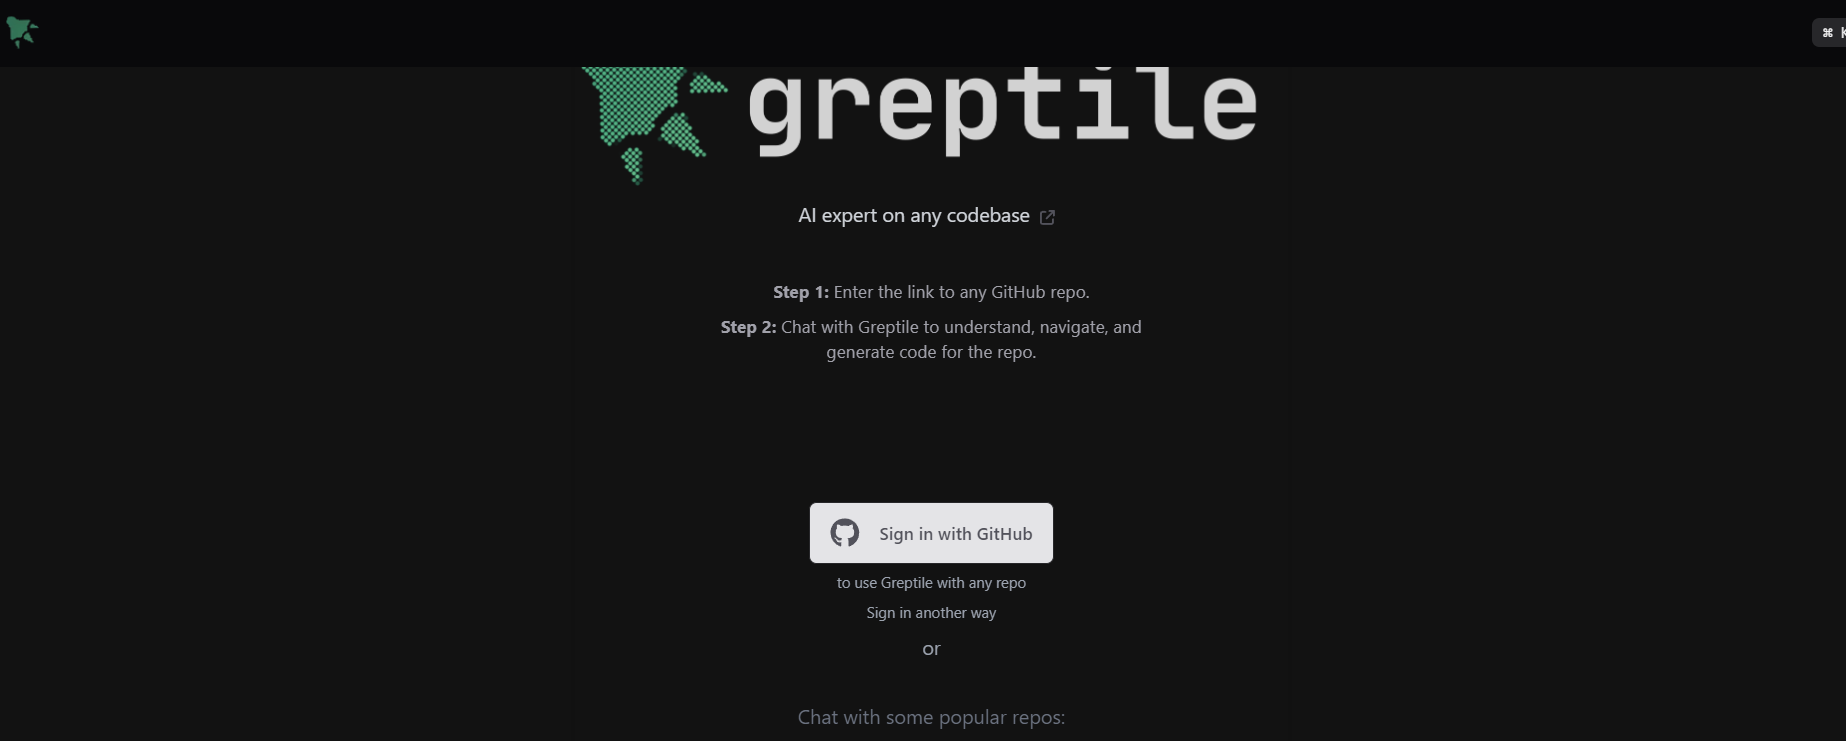 ⌘ K
greptile
AI expert on any codebase
Step 1: Enter the link to any GitHub repo.
Step 2: Chat with Greptile to understand, navigate, and
generate code for the repo.
Sign in with GitHub
to use Greptile with any repo
Sign in another way
or
Chat with some popular repos: